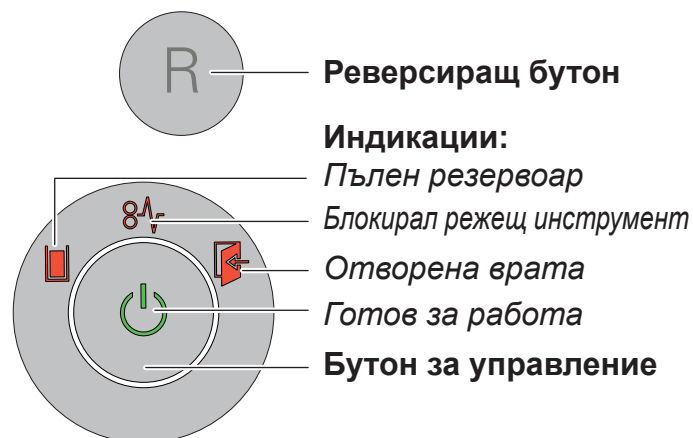 R
Реверсиращ бутон
Индикации:
Пълен резервоар
Блокирал режещ инструмент
Отворена врата
Готов за работа
Бутон за управление